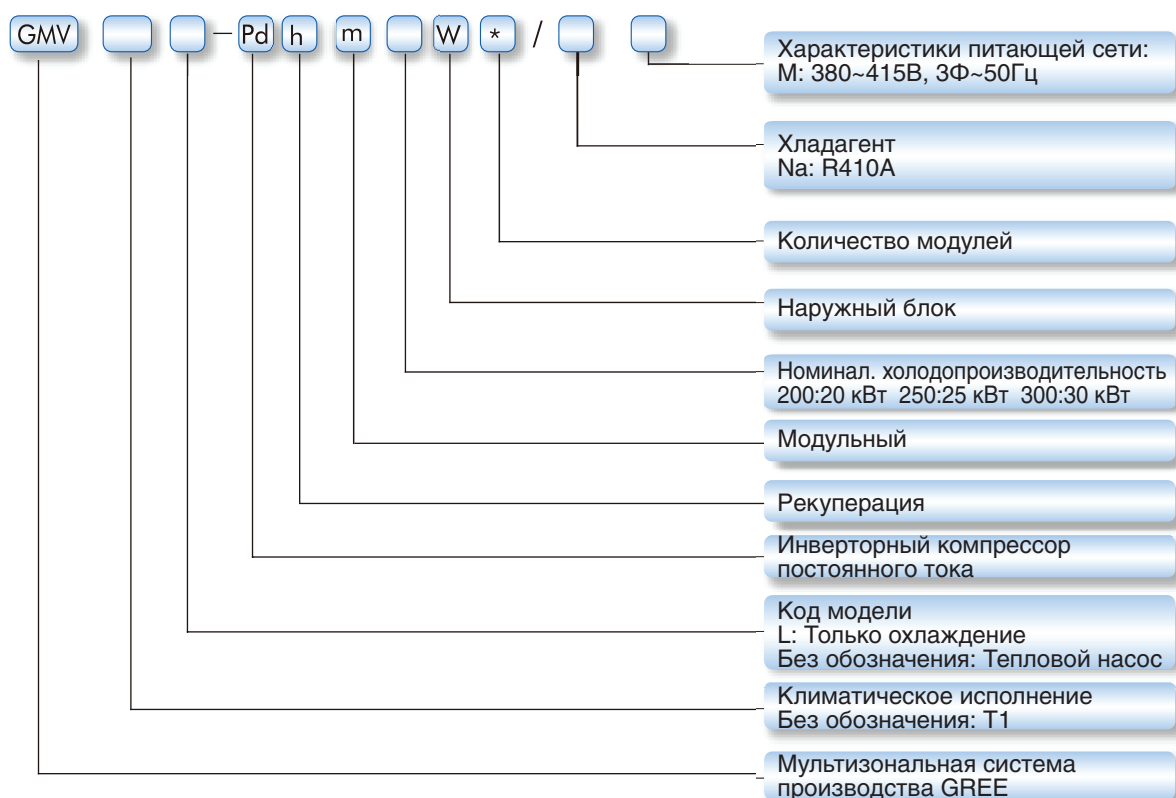 GMV – Pd h m W * /
Характеристики питающей сети:
М: 380~415В, 3Ф~50Гц
Хладагент
Na: R410A
Количество модулей
Наружный блок
Номинал. холодопроизводительность
200:20 кВт 250:25 кВт 300:30 кВт
Модульный
Рекуперация
Инверторный компрессор
постоянного тока
Код модели
L: Только охлаждение
Без обозначения: Тепловой насос
Климатическое исполнение
Без обозначения: Т1
Мультизональная система
производства GREE